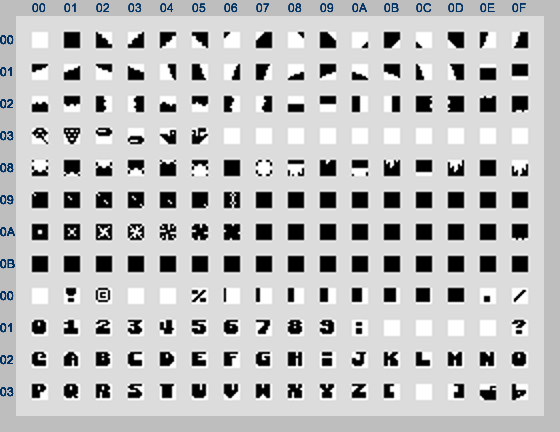 00 01 02 03 04 05 06 07 08 09 0A 0B 0C 0D 0E 0F
00
01
02
03
08
09
0A
0B
00 ! © % . /
01 0 1 2 3 4 5 6 7 8 9 : ?
02 A B C D E F G H I J K L M N O
03 P Q R S T U V W X Y Z [ ]